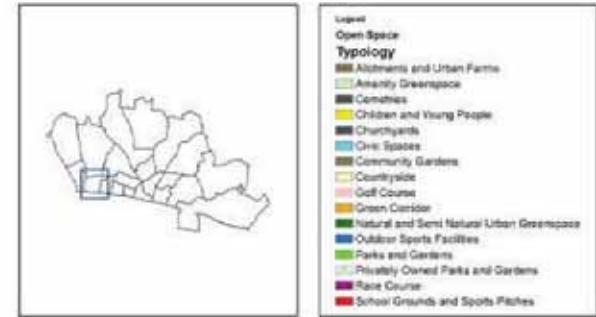 Legend
Open Space
Typology
Allotments and Urban Farms
Amenity Greenspace
Cemetries
Children and Young People
Churchyards
Civic Spaces
Community Gardens
Countryside
Golf Course
Green Corridor
Natural and Semi Natural Urban Greenspace
Outdoor Sports Facilities
Parks and Gardens
Privately Owned Parks and Gardens
Race Course
School Grounds and Sports Pitches